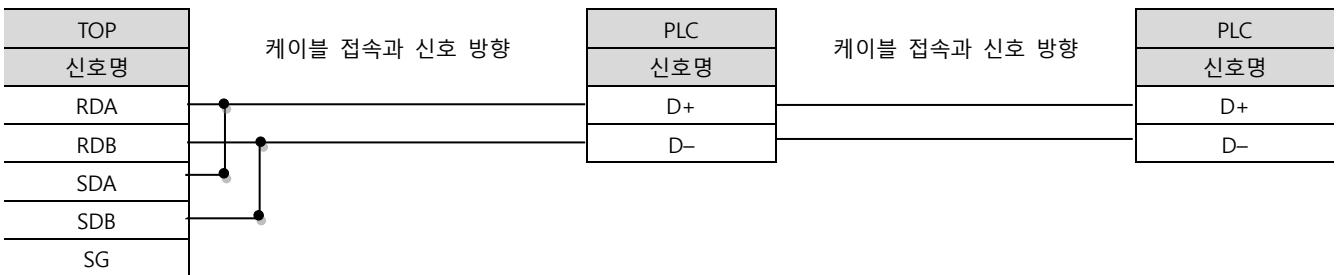 TOP 케이블 접속과 신호 방향 PLC 케이블 접속과 신호 방향 PLC
신호명 신호명 신호명
RDA D+ D+
RDB D– D–
SDA
SDB
SG